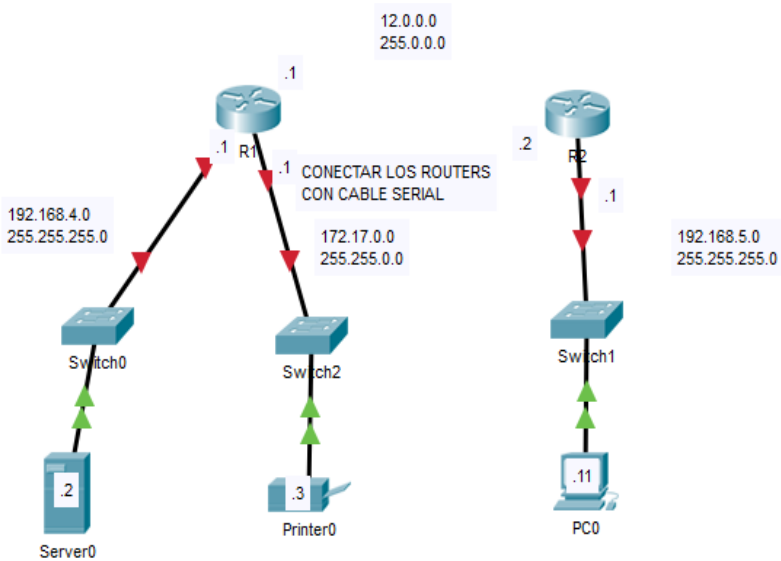 12.0.0.0
255.0.0.0
.1
R1
.1
.1
CONECTAR LOS ROUTERS
CON CABLE SERIAL
.2
R2
.1
192.168.4.0
255.255.255.0
172.17.0.0
255.255.0.0
192.168.5.0
255.255.255.0
Switch0
Switch2
Switch1
.2
.3
.11
Server0
Printer0
PC0